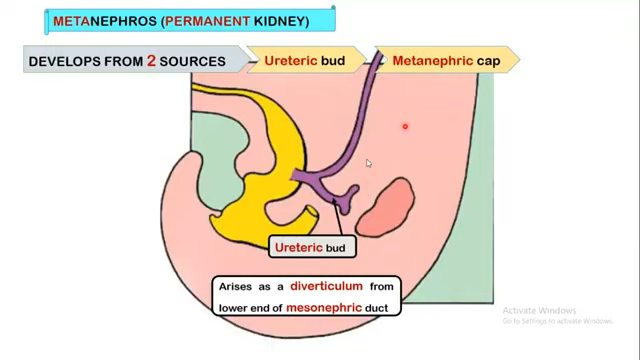 METANEPHROS (PERMANENT KIDNEY)
DEVELOPS FROM 2 SOURCES
Ureteric bud
Metanephric cap
Ureteric bud
Arises as a diverticulum from
lower end of mesonephric duct
Activate Windows
Go to Settings to activate Windows.